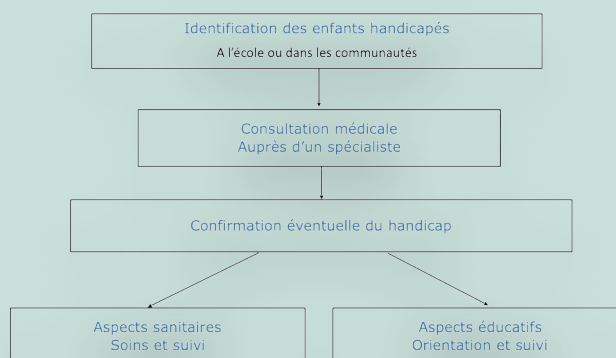 Identification des enfants handicapés
A l'école ou dans les communautés
Consultation médicale
Auprès d'un spécialiste
Confirmation éventuelle du handicap
Aspects sanitaires
Soins et suivi
Aspects éducatifs
Orientation et suivi